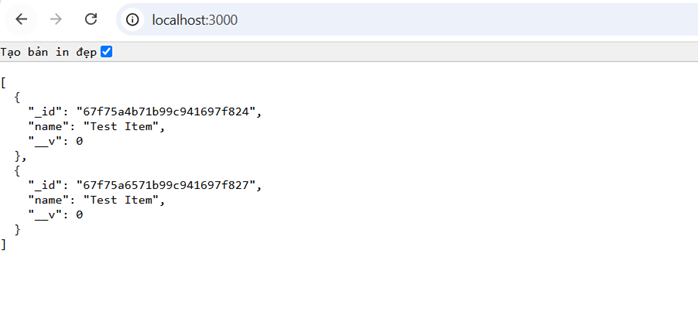 localhost:3000
Tạo bản in đẹp
[
  {
    "_id": "67f75a4b71b99c941697f824",
    "name": "Test Item",
    "__v": 0
  },
  {
    "_id": "67f75a6571b99c941697f827",
    "name": "Test Item",
    "__v": 0
  }
]